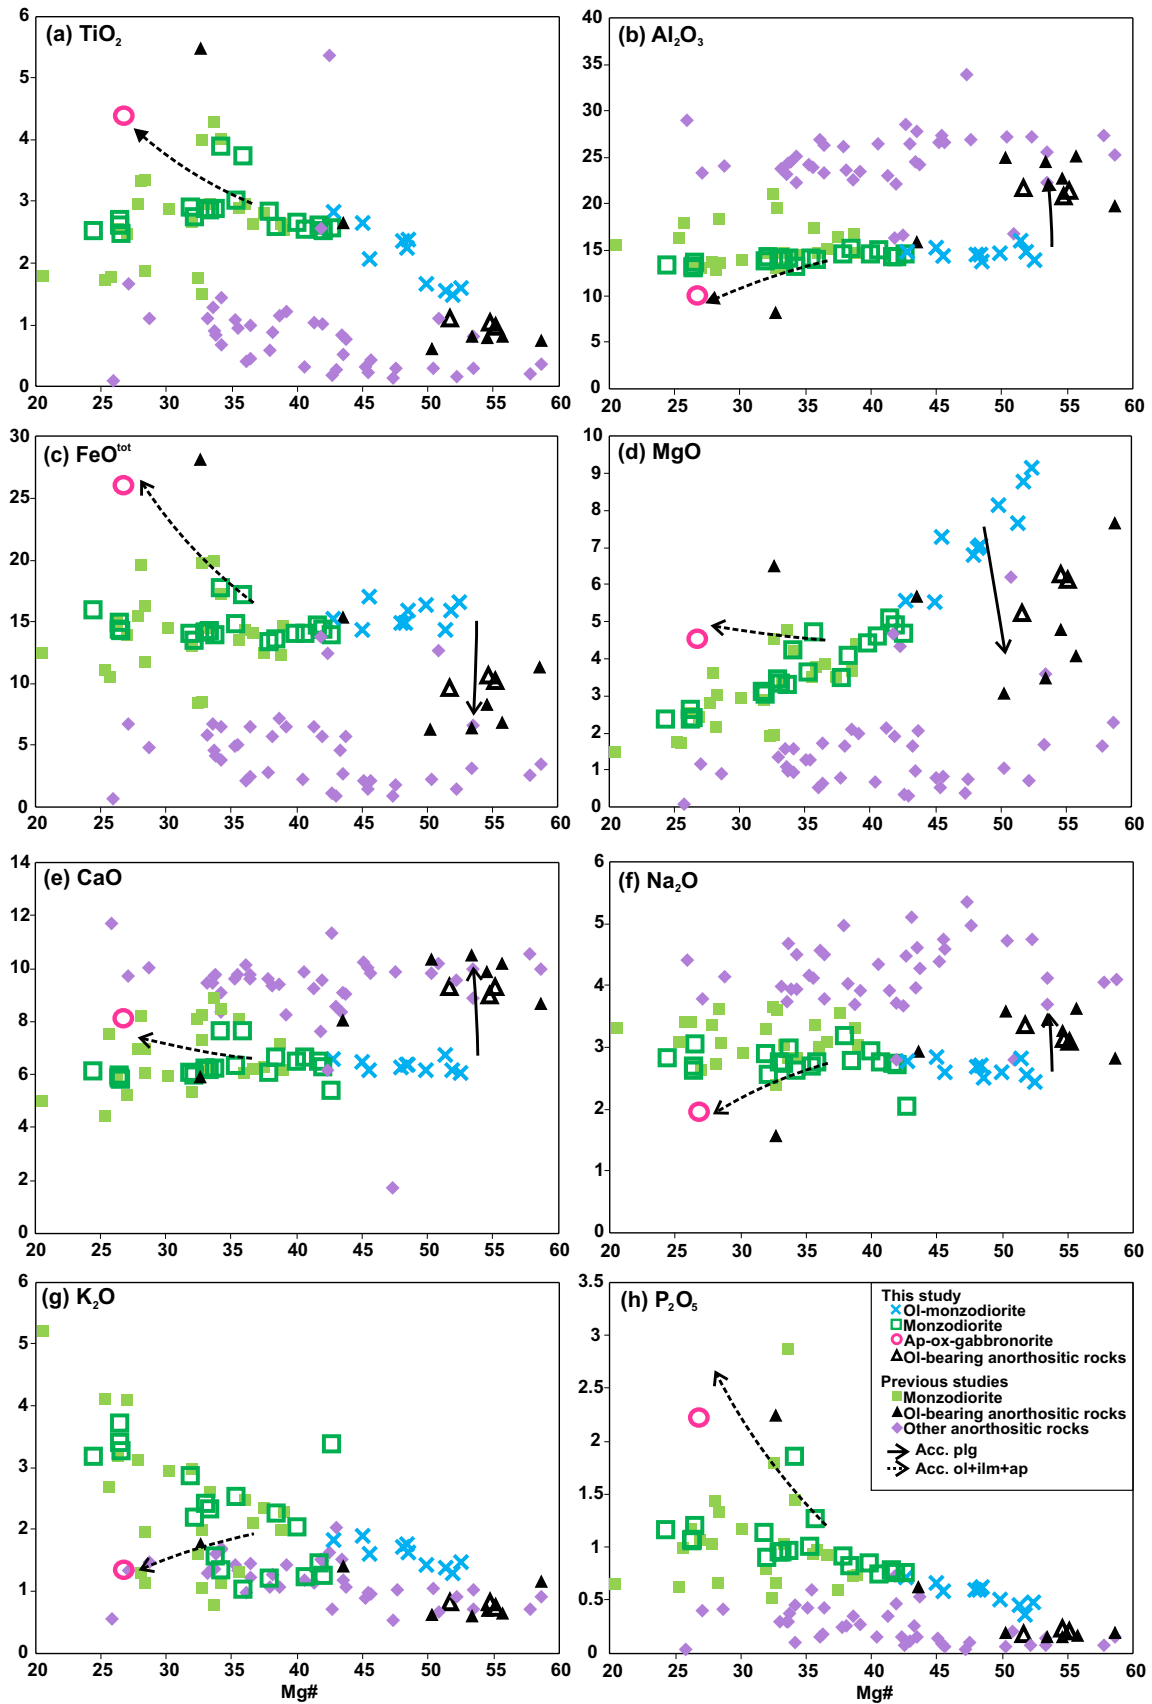 (a) TiO₂
6
5
4
3
2
1
0
20 25 30 35 40 45 50 55 60
(b) Al₂O₃
40
35
30
25
20
15
10
5
0
20 25 30 35 40 45 50 55 60
(c) FeOᵗᵒᵗ
30
25
20
15
10
5
0
20 25 30 35 40 45 50 55 60
(d) MgO
10
9
8
7
6
5
4
3
2
1
0
20 25 30 35 40 45 50 55 60
(e) CaO
14
12
10
8
6
4
2
0
20 25 30 35 40 45 50 55 60
(f) Na₂O
6
5
4
3
2
1
0
20 25 30 35 40 45 50 55 60
(g) K₂O
6
5
4
3
2
1
0
20 25 30 35 40 45 50 55 60
Mg#
(h) P₂O₅
3.5
3
2.5
2
1.5
1
0.5
0
20 25 30 35 40 45 50 55 60
Mg#
This study
Ol-monzodiorite
Monzodiorite
Ap-ox-gabbronorite
Ol-bearing anorthositic rocks
Previous studies
Monzodiorite
Ol-bearing anorthositic rocks
Other anorthositic rocks
Acc. plg
Acc. ol+ilm+ap